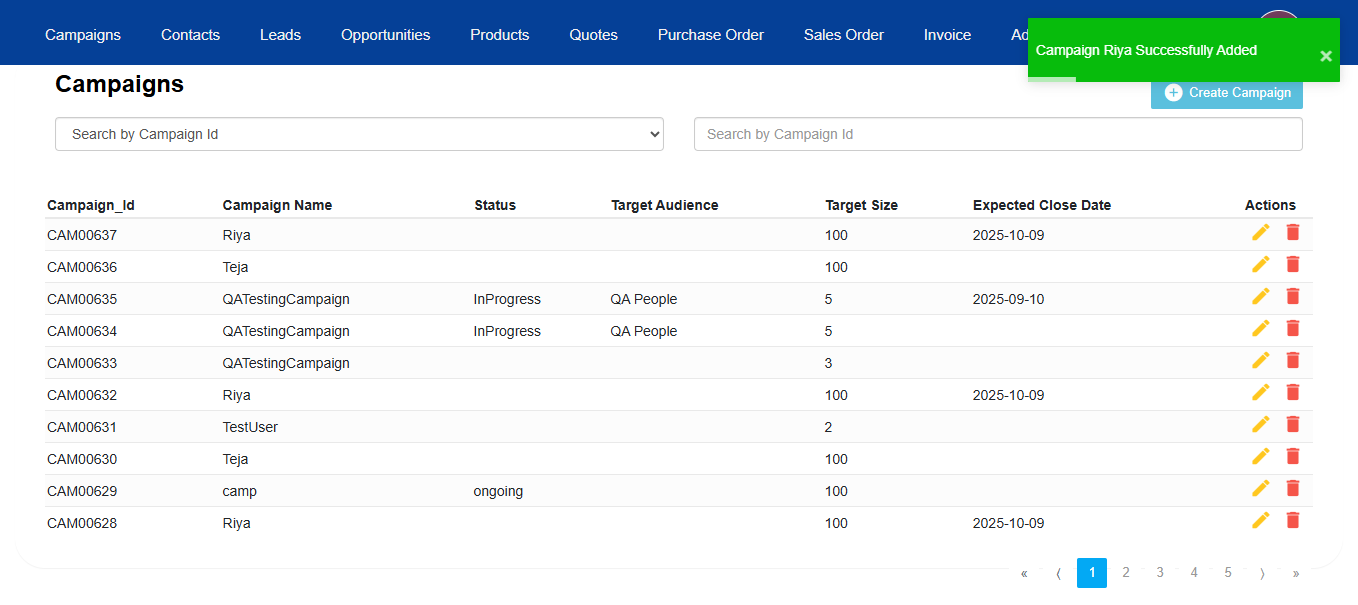 Campaigns Contacts Leads Opportunities Products Quotes Purchase Order Sales Order Invoice
Campaign Riya Successfully Added ×
Campaigns
Create Campaign
Search by Campaign Id Search by Campaign Id
Campaign_Id Campaign Name Status Target Audience Target Size Expected Close Date Actions
CAM00637 Riya 100 2025-10-09
CAM00636 Teja 100
CAM00635 QATestingCampaign InProgress QA People 5 2025-09-10
CAM00634 QATestingCampaign InProgress QA People 5
CAM00633 QATestingCampaign 3
CAM00632 Riya 100 2025-10-09
CAM00631 TestUser 2
CAM00630 Teja 100
CAM00629 camp ongoing 100
CAM00628 Riya 100 2025-10-09
« ⟨ 1 2 3 4 5 ⟩ »